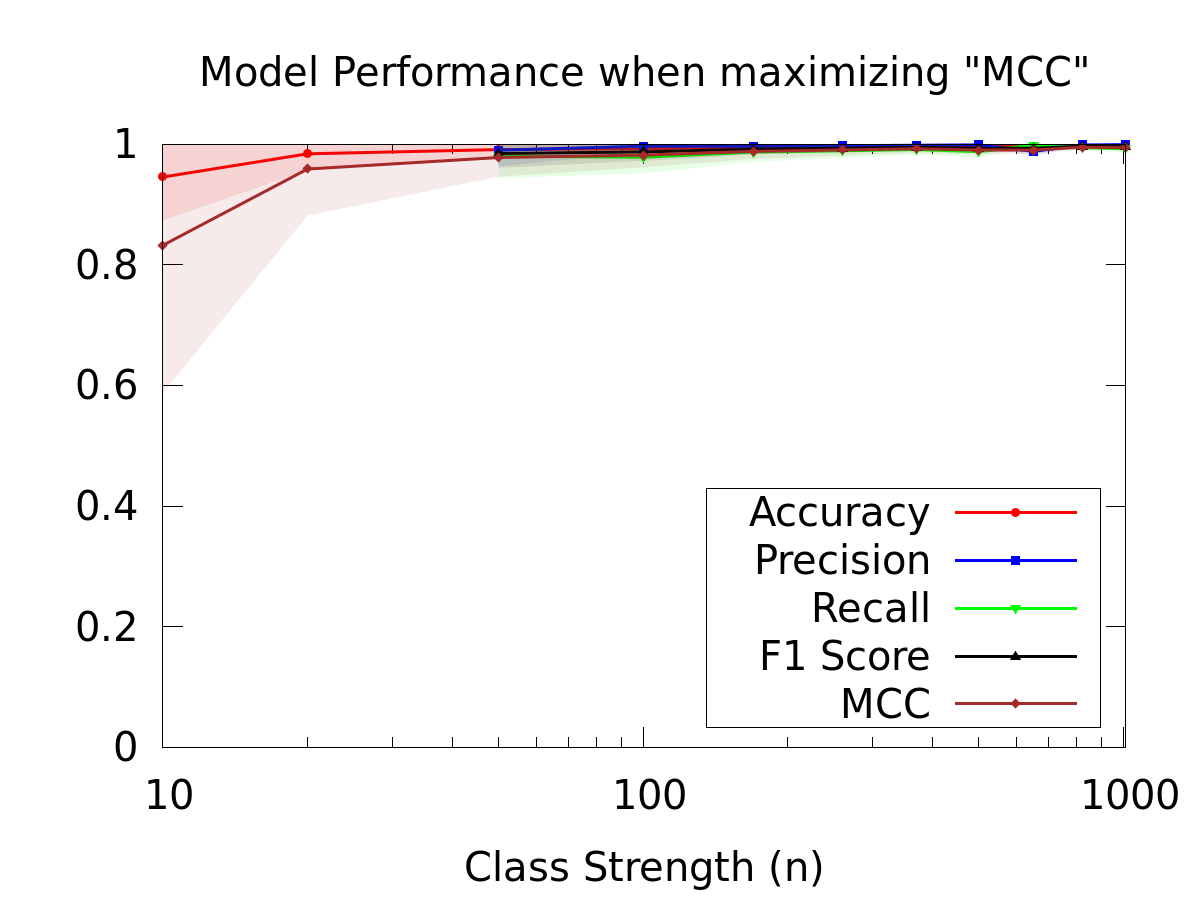 Model Performance when maximizing "MCC"
1
0.8
0.6
0.4
0.2
0
Accuracy
Precision
Recall
F1 Score
MCC
10
100
1000
Class Strength (n)